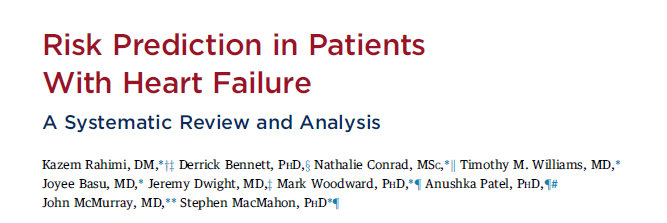 Risk Prediction in Patients
With Heart Failure
A Systematic Review and Analysis
Kazem Rahimi, DM,*†‡ Derrick Bennett, PHD,§ Nathalie Conrad, MSC,*‖ Timothy M. Williams, MD,*
Joyee Basu, MD,* Jeremy Dwight, MD,‡ Mark Woodward, PHD,*¶ Anushka Patel, PHD,¶#
John McMurray, MD,** Stephen MacMahon, PHD*¶